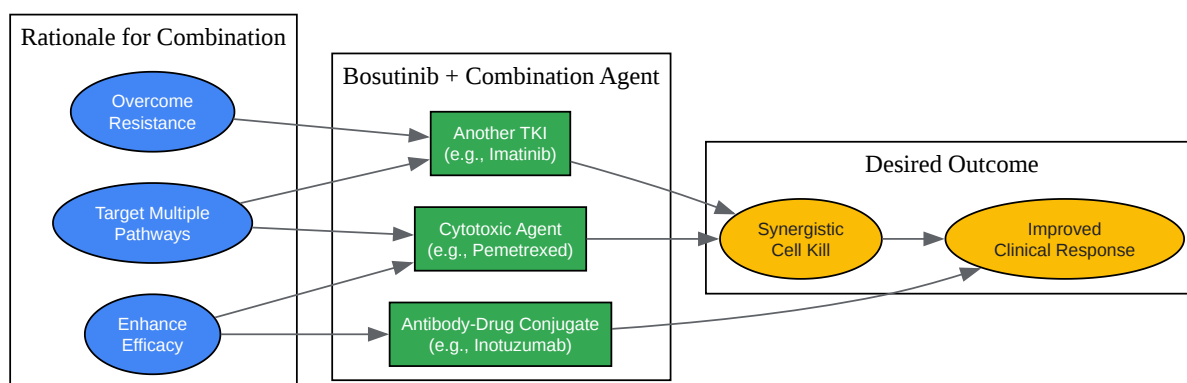 Rationale for Combination
Overcome
Resistance
Target Multiple
Pathways
Enhance
Efficacy
Bosutinib + Combination Agent
Another TKI
(e.g., Imatinib)
Cytotoxic Agent
(e.g., Pemetrexed)
Antibody-Drug Conjugate
(e.g., Inotuzumab)
Desired Outcome
Synergistic
Cell Kill
Improved
Clinical Response